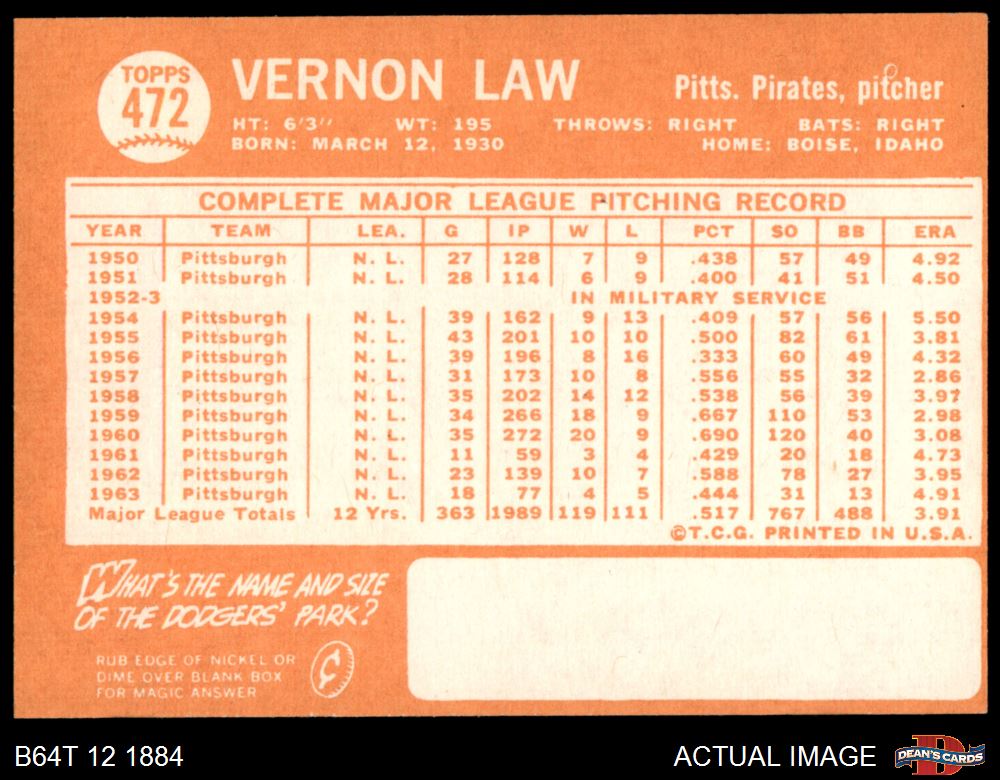 TOPPS
472
VERNON LAW
Pitts. Pirates, pitcher
HT: 6'3" WT: 195 THROWS: RIGHT BATS: RIGHT
BORN: MARCH 12, 1930 HOME: BOISE, IDAHO
COMPLETE MAJOR LEAGUE PITCHING RECORD
YEAR TEAM LEA. G IP W L PCT SO BB ERA
1950 Pittsburgh N. L. 27 128 7 9 .438 57 49 4.92
1951 Pittsburgh N. L. 28 114 6 9 .400 41 51 4.50
1952-3 IN MILITARY SERVICE
1954 Pittsburgh N. L. 39 162 9 13 .409 57 56 5.50
1955 Pittsburgh N. L. 43 201 10 10 .500 82 61 3.81
1956 Pittsburgh N. L. 39 196 8 16 .333 60 49 4.32
1957 Pittsburgh N. L. 31 173 10 8 .556 55 32 2.86
1958 Pittsburgh N. L. 35 202 14 12 .538 56 39 3.97
1959 Pittsburgh N. L. 34 266 18 9 .667 110 53 2.98
1960 Pittsburgh N. L. 35 272 20 9 .690 120 40 3.08
1961 Pittsburgh N. L. 11 59 3 4 .429 20 18 4.73
1962 Pittsburgh N. L. 23 139 10 7 .588 78 27 3.95
1963 Pittsburgh N. L. 18 77 4 5 .444 31 13 4.91
Major League Totals 12 Yrs. 363 1989 119 111 .517 767 488 3.91
©T.C.G. PRINTED IN U.S.A.
WHAT'S THE NAME AND SIZE
OF THE DODGERS' PARK?
RUB EDGE OF NICKEL OR
DIME OVER BLANK BOX
FOR MAGIC ANSWER
¢
B64T 12 1884
ACTUAL IMAGE
DEAN'S CARDS